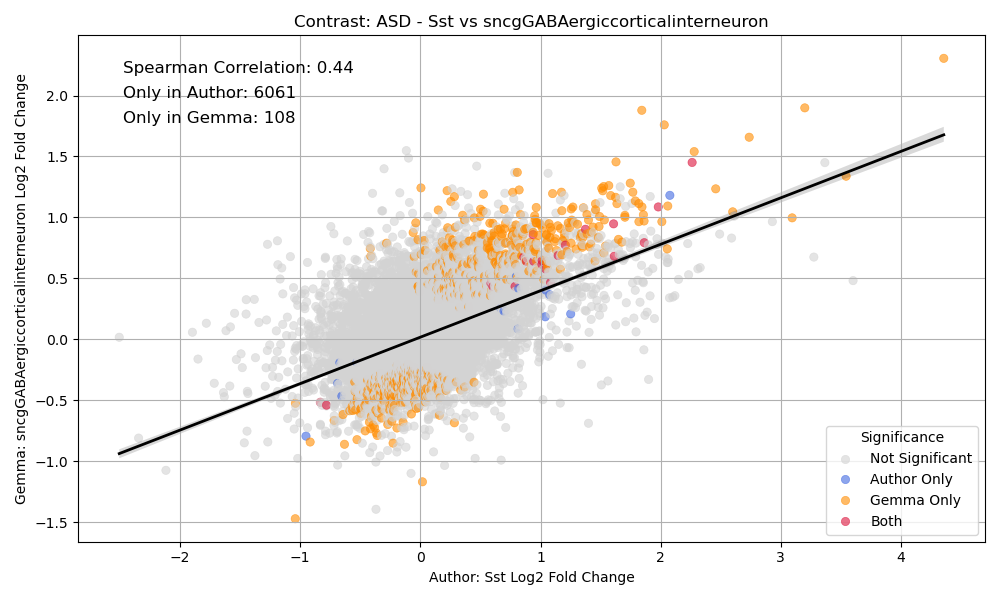 Contrast: ASD - Sst vs sncgGABAergiccorticalinterneuron
Spearman Correlation: 0.44
Only in Author: 6061
Only in Gemma: 108
Gemma: sncgGABAergiccorticalinterneuron Log2 Fold Change
2.0
1.5
1.0
0.5
0.0
−0.5
−1.0
−1.5
Significance
Not Significant
Author Only
Gemma Only
Both
−2
−1
0
1
2
3
4
Author: Sst Log2 Fold Change